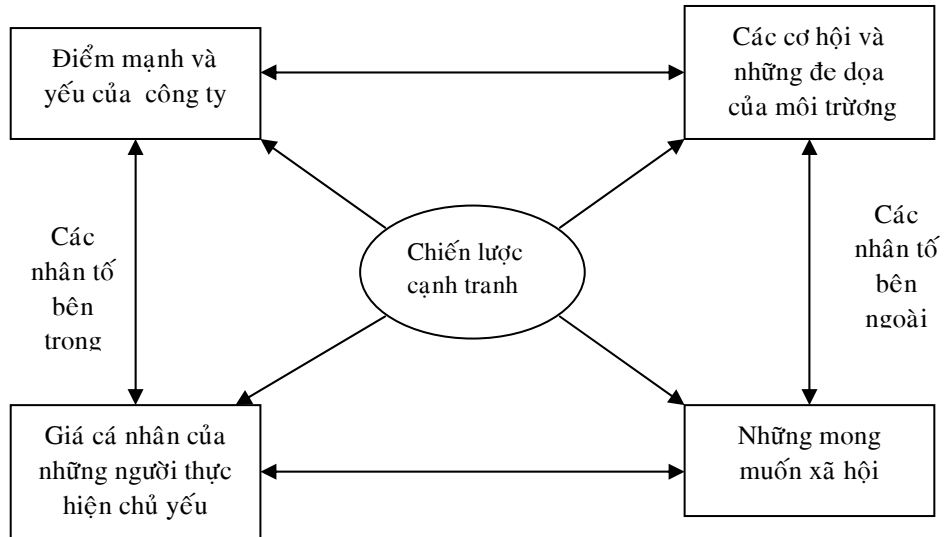 Điểm mạnh và
yếu của công ty
Các cơ hội và
những đe dọa
của môi trừơng
Các
nhân tố
bên
trong
Chiến lược
cạnh tranh
Các
nhân tố
bên
ngoài
Giá cá nhân của
những người thực
hiện chủ yếu
Những mong
muốn xã hội